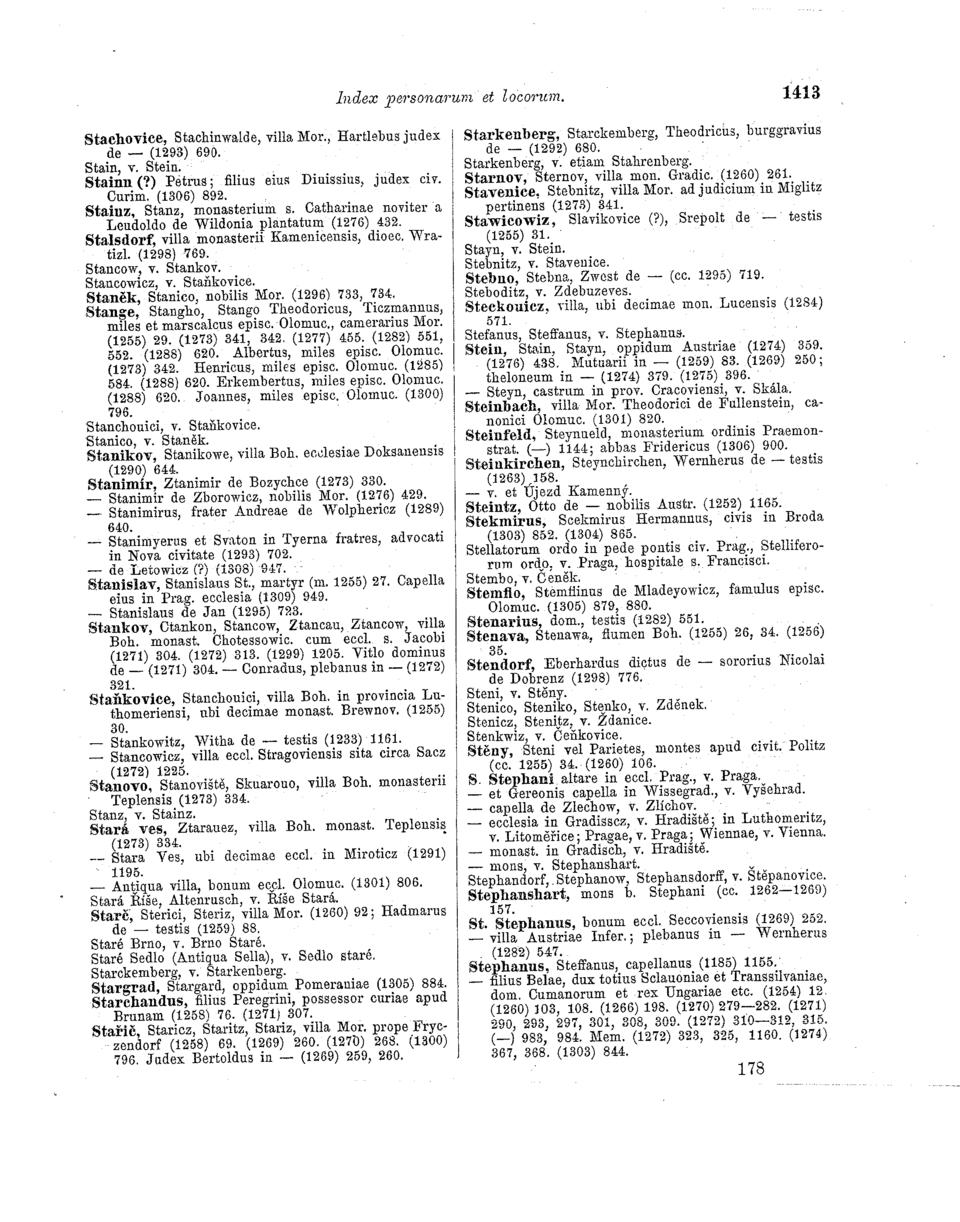 Index personarum et locorum.
1413
Stachovice, Stachinwalde, villa Mor., Hartlebus judex
de — (1293) 690.
Stain, v. Stein.
Stainn (?) Petrus; filius eius Diuissius, judex civ.
Curim. (1306) 892.
Stainz, Stanz, monasterium s. Catharinae noviter a
Leudoldo de Wildonia plantatum (1276) 432.
Stalsdorf, villa monasterii Kamenicensis, dioec. Wra-
tizl. (1298) 769.
Stancow, v. Stankov.
Stancowicz, v. Staňkovice.
Staněk, Stanico, nobilis Mor. (1296) 733, 734.
Stange, Stangho, Stango Theodoricus, Ticzmannus,
miles et marscalcus episc. Olomuc., camerarius Mor.
(1255) 29. (1273) 341, 342. (1277) 455. (1282) 551,
552. (1288) 620. Albertus, miles episc. Olomuc.
(1273) 342. Henricus, miles episc. Olomuc. (1285)
584. (1288) 620. Erkembertus, miles episc. Olomuc.
(1288) 620. Joannes, miles episc. Olomuc. (1300)
796.
Stanchouici, v. Staňkovice.
Stanico, v. Staněk.
Stanikov, Stanikowe, villa Boh. ecclesiae Doksanensis
(1290) 644.
Stanimír, Ztanimir de Bozychce (1273) 330.
— Stanimir de Zborowicz, nobilis Mor. (1276) 429.
— Stanimirus, frater Andreae de Wolphericz (1289)
640.
— Stanimyerus et Svaton in Tyerna fratres, advocati
in Nova civitate (1293) 702.
— de Letowicz (?) (1308) 947.
Stanislav, Stanislaus St., martyr (m. 1255) 27. Capella
eius in Prag. ecclesia (1309) 949.
— Stanislaus de Jan (1295) 723.
Stankov, Ctankon, Stancow, Ztancau, Ztancow, villa
Boh. monast. Chotessowic. cum eccl. s. Jacobi
(1271) 304. (1272) 313. (1299) 1205. Vitlo dominus
de — (1271) 304. — Conradus, plebanus in — (1272)
321.
Staňkovice, Stanchouici, villa Boh. in provincia Lu-
thomeriensi, ubi decimae monast. Brewnov. (1255)
30.
— Stankowitz, Witha de — testis (1233) 1161.
— Stancowicz, villa eccl. Stragoviensis sita circa Sacz
(1272) 1225.
Stanovo, Stanoviště, Skuarouo, villa Boh. monasterii
Teplensis (1273) 334.
Stanz, v. Stainz.
Stará ves, Ztarauez, villa Boh. monast. Teplensis
(1273) 334.
— Stara Ves, ubi decimae eccl. in Miroticz (1291)
1195.
— Antiqua villa, bonum eccl. Olomuc. (1301) 806.
Stará Říše, Altenrusch, v. Říše Stará.
Starč, Sterici, Steriz, villa Mor. (1260) 92; Hadmarus
de — testis (1259) 88.
Staré Brno, v. Brno Staré.
Staré Sedlo (Antiqua Sella), v. Sedlo staré.
Starckemberg, v. Starkenberg.
Stargrad, Stargard, oppidum Pomeraniae (1305) 884.
Starchandus, filius Peregrini, possessor curiae apud
Brunam (1258) 76. (1271) 307.
Stařič, Staricz, Staritz, Stariz, villa Mor. prope Fryc-
zendorf (1258) 69. (1269) 260. (1270) 268. (1300)
796. Judex Bertoldus in — (1269) 259, 260.
Starkenberg, Starckemberg, Theodricus, burggravius
de — (1292) 680.
Starkenberg, v. etiam Stahrenberg.
Starnov, Sternov, villa mon. Gradic. (1260) 261.
Stavenice, Stebnitz, villa Mor. ad judicium in Miglitz
pertinens (1273) 341.
Stawicowiz, Slavikovice (?), Srepolt de — testis
(1255) 31.
Stayn, v. Stein.
Stebnitz, v. Stavenice.
Stebno, Stebna, Zwest de — (cc. 1295) 719.
Steboditz, v. Zdebuzeves.
Steckouicz, villa, ubi decimae mon. Lucensis (1284)
571.
Stefanus, Steffanus, v. Stephanus.
Stein, Stain, Stayn, oppidum Austriae (1274) 359.
(1276) 438. Mutuarii in — (1259) 83. (1269) 250;
theloneum in — (1274) 379. (1275) 396.
— Steyn, castrum in prov. Cracoviensi, v. Skála.
Steinbach, villa Mor. Theodorici de Fullenstein, ca-
nonici Olomuc. (1301) 820.
Steinfeld, Steynueld, monasterium ordinis Praemon-
strat. (—) 1144; abbas Fridericus (1306) 900.
Steinkirchen, Steynchirchen, Wernherus de — testis
(1263) 158.
— v. et Újezd Kamenný.
Steintz, Otto de — nobilis Austr. (1252) 1165.
Stekmirus, Scekmirus Hermannus, civis in Broda
(1303) 852. (1304) 865.
Stellatorum ordo in pede pontis civ. Prag., Stellifero-
rum ordo, v. Praga, hospitale s. Francisci.
Stembo, v. Čeněk.
Stemflo, Stemflinus de Mladeyowicz, famulus episc.
Olomuc. (1305) 879, 880.
Stenarius, dom., testis (1282) 551.
Stenava, Stenawa, flumen Boh. (1255) 26, 34. (1256)
35.
Stendorf, Eberhardus dictus de — sororius Nicolai
de Dobrenz (1298) 776.
Steni, v. Stěny.
Stenico, Steniko, Stenko, v. Zdéněk.
Stenicz, Stenitz, v. Ždanice.
Stenkwiz, v. Čeňkovice.
Stěny, Steni vel Parietes, montes apud civit. Politz
(cc. 1255) 34. (1260) 106.
S. Stephani altare in eccl. Prag., v. Praga.
— et Gereonis capella in Wissegrad., v. Vyšehrad.
— capella de Zlechow, v. Zlíchov.
— ecclesia in Gradisscz, v. Hradiště; in Luthomeritz,
v. Litoměřice; Pragae, v. Praga; Wiennae, v. Vienna.
— monast. in Gradisch, v. Hradiště.
— mons, v. Stephanshart.
Stephandorf, Stephanow, Stephansdorff, v. Štěpanovice.
Stephanshart, mons b. Stephani (cc. 1262—1269)
157.
St. Stephanus, bonum eccl. Seccoviensis (1269) 252.
— villa Austriae Infer.; plebanus in — Wernherus
(1282) 547.
Stephanus, Steffanus, capellanus (1185) 1155.
— filius Belae, dux totius Sclauoniae et Transsilvaniae,
dom. Cumanorum et rex Ungariae etc. (1254) 12.
(1260) 103, 108. (1266) 198. (1270) 279—282. (1271)
290, 293, 297, 301, 308, 309. (1272) 310—312, 315.
(—) 983, 984. Mem. (1272) 323, 325, 1160. (1274)
367, 368. (1303) 844.
178